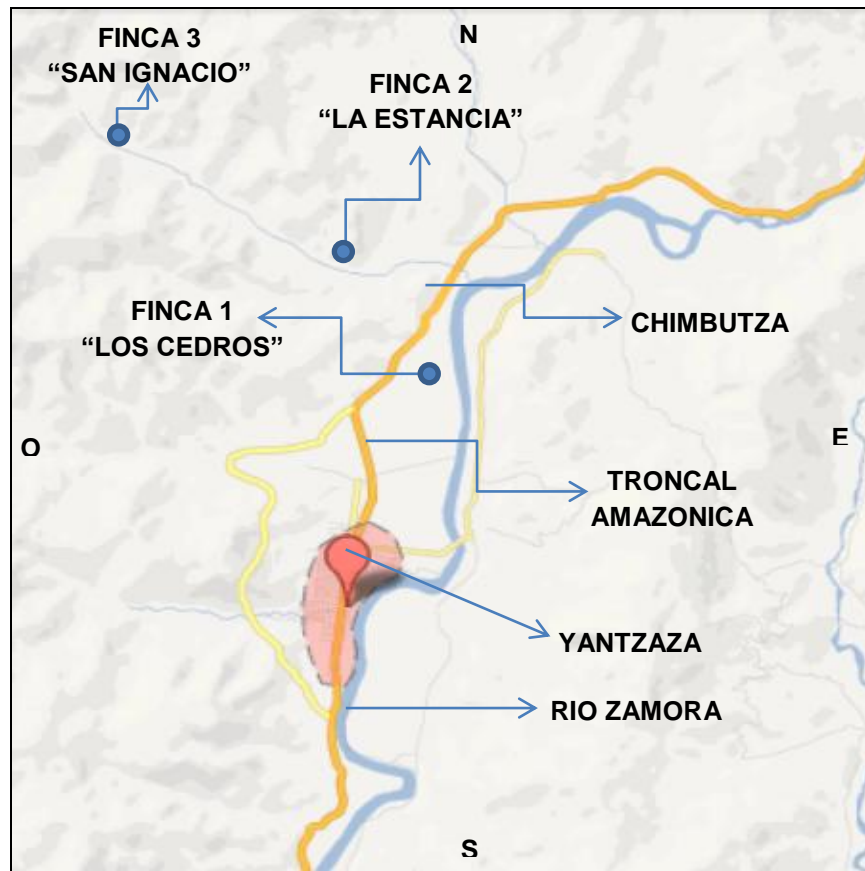 FINCA 3
“SAN IGNACIO”
N
FINCA 2
“LA ESTANCIA”
FINCA 1
“LOS CEDROS”
CHIMBUTZA
O
E
TRONCAL
AMAZONICA
YANTZAZA
RIO ZAMORA
S